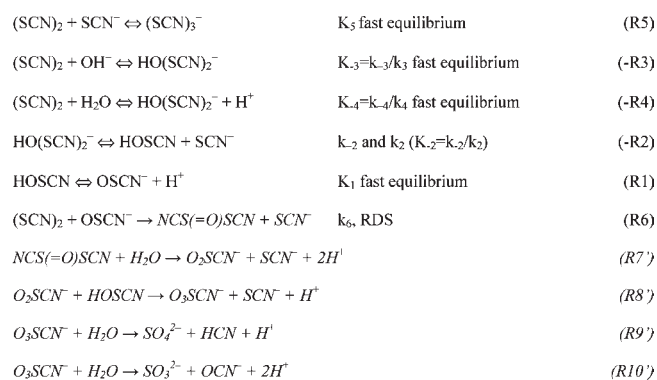 (SCN)₂ + SCN⁻ ⇔ (SCN)₃⁻ K₅ fast equilibrium (R5)
(SCN)₂ + OH⁻ ⇔ HO(SCN)₂⁻ K₋₃=k₋₃/k₃ fast equilibrium (-R3)
(SCN)₂ + H₂O ⇔ HO(SCN)₂⁻ + H⁺ K₋₄=k₋₄/k₄ fast equilibrium (-R4)
HO(SCN)₂⁻ ⇔ HOSCN + SCN⁻ k₋₂ and k₂ (K₋₂=k₋₂/k₂) (-R2)
HOSCN ⇔ OSCN⁻ + H⁺ K₁ fast equilibrium (R1)
(SCN)₂ + OSCN⁻ → NCS(=O)SCN + SCN⁻ k₆, RDS (R6)
NCS(=O)SCN + H₂O → O₂SCN⁻ + SCN⁻ + 2H⁺ (R7')
O₂SCN⁻ + HOSCN → O₃SCN⁻ + SCN⁻ + H⁺ (R8')
O₃SCN⁻ + H₂O → SO₄²⁻ + HCN + H⁺ (R9')
O₃SCN⁻ + H₂O → SO₃²⁻ + OCN⁻ + 2H⁺ (R10')